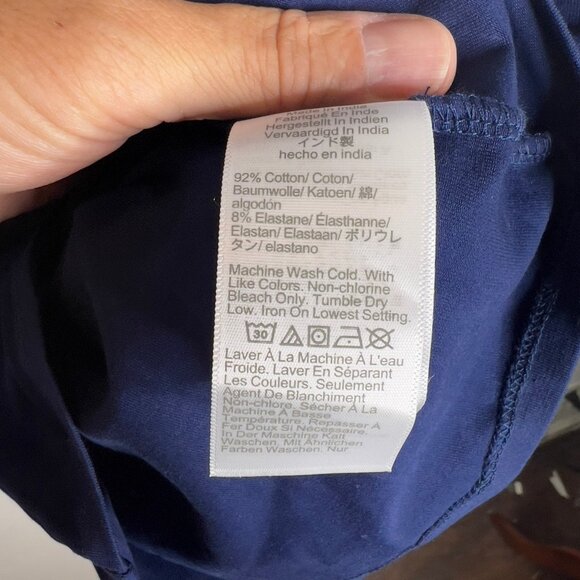 Made In Inde
Fabriqué En Inde
Hergestellt In Indien
Vervaardigd In India
インド製
hecho en india
92% Cotton/ Coton/
Baumwolle/ Katoen/ 綿/
algodón
8% Elastane/ Élasthanne/
Elastan/ Elastaan/ ポリウレ
タン/ elastano
Machine Wash Cold. With
Like Colors. Non-chlorine
Bleach Only. Tumble Dry
Low. Iron On Lowest Setting.
30
Laver À La Machine À L'eau
Froide. Laver En Séparant
Les Couleurs. Seulement
Agent De Blanchiment
Non-chlore. Sécher À La
Machine A Basse
Température. Repasser À
Fer Doux Si Nécessaire.
In Der Maschine Kalt
Waschen. Mit Ähnlichen
Farben Waschen. Nur